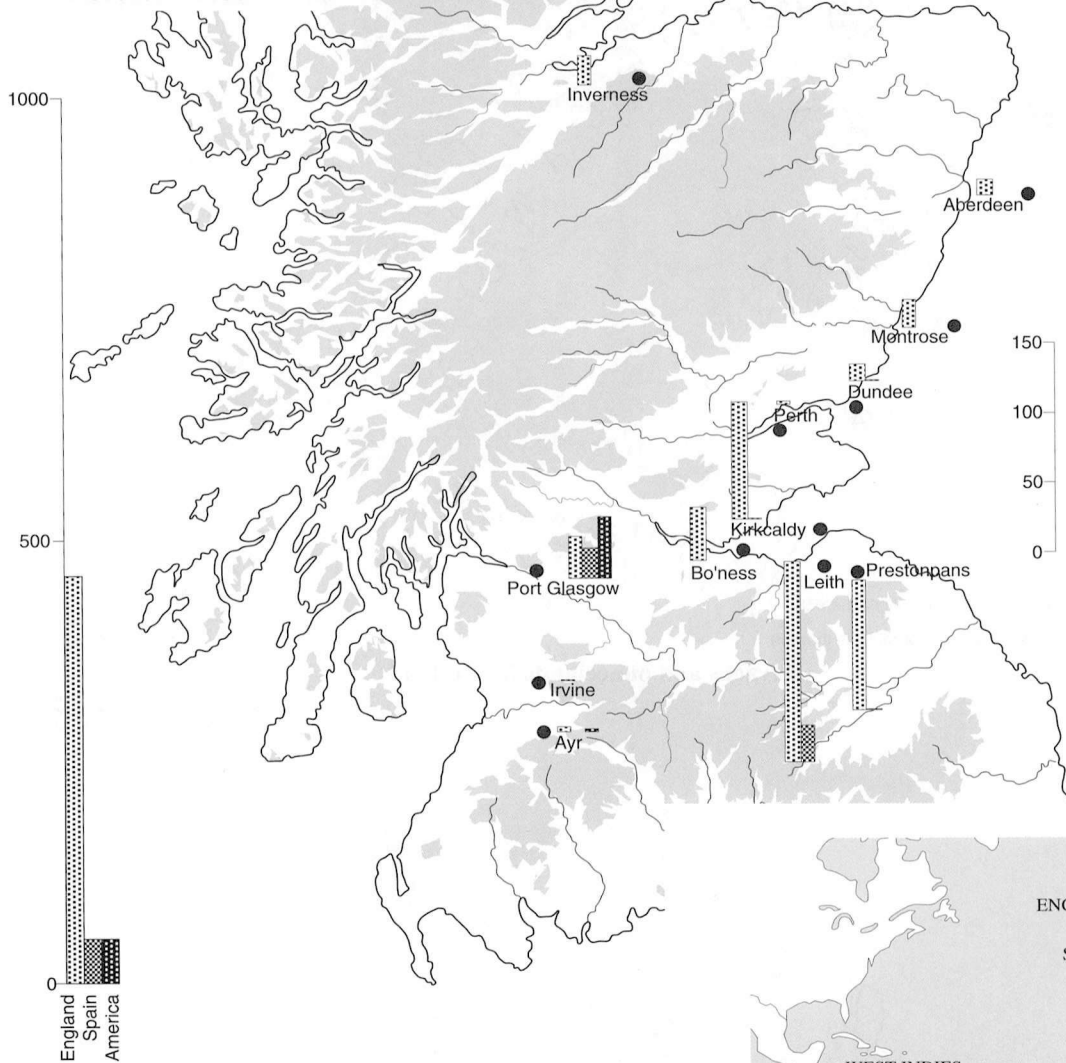 1000
Inverness
Aberdeen
Montrose
150
Dundee
100
Perth
50
500
Kirkcaldy
0
Bo'ness
Leith
Prestonpans
Port Glasgow
Irvine
Ayr
0
England
Spain
America